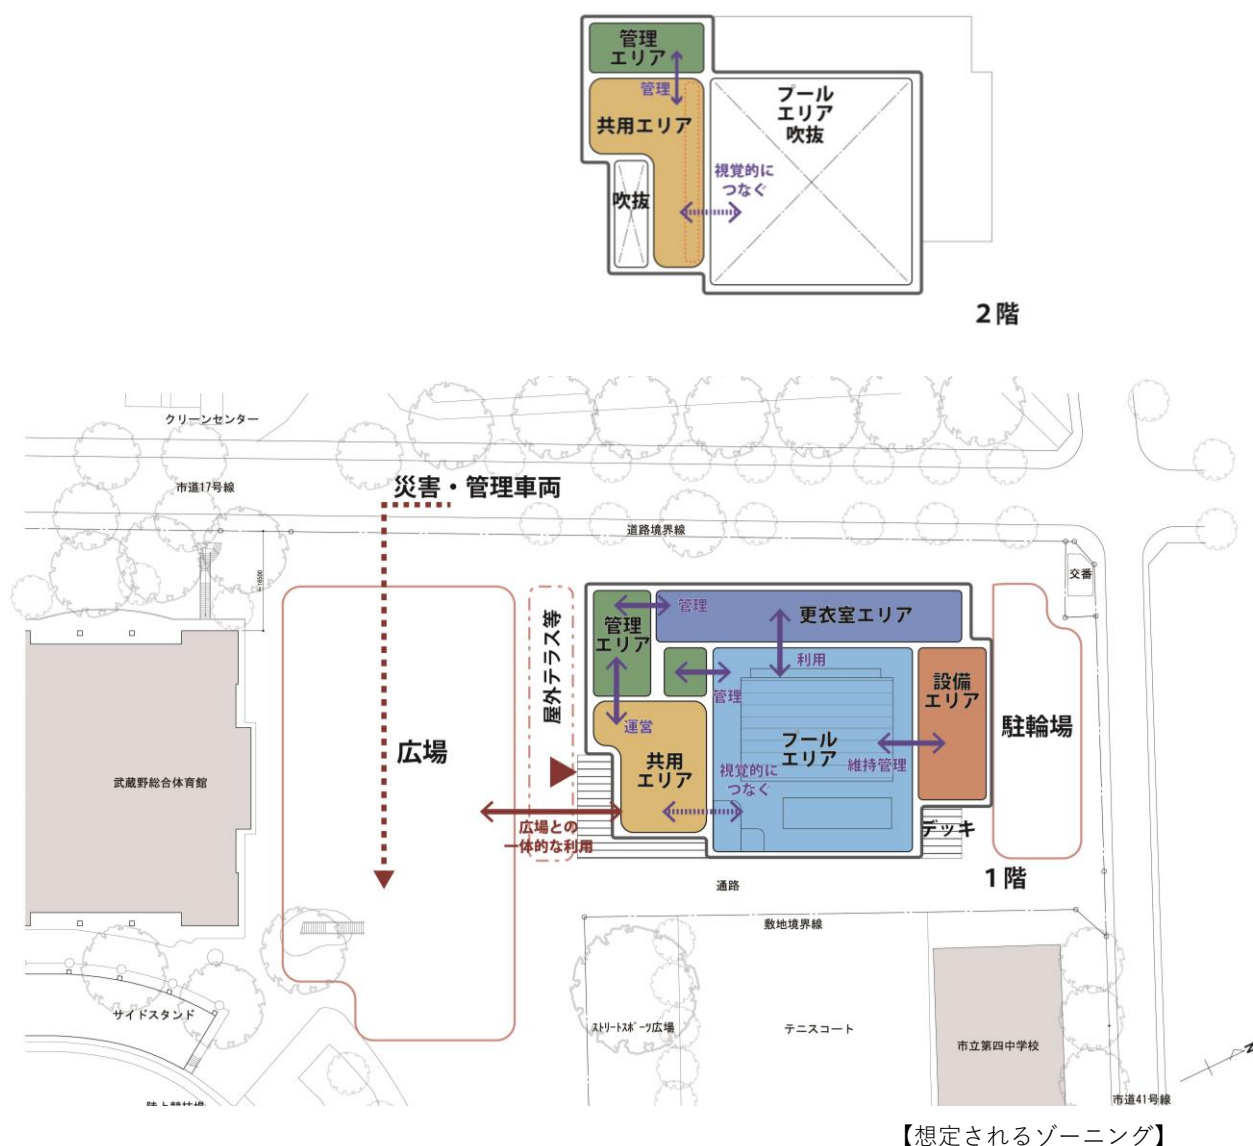 管理
エリア
管理
共用エリア
プール
エリア
吹抜
視覚的に
つなぐ
吹抜
2階
クリーンセンター
市道17号線
災害・管理車両
道路境界線
交番
屋外テラス等
管理
エリア
管理
更衣室エリア
利用
管理
設備
エリア
運営
広場
共用
エリア
プール
エリア
視覚的に
つなぐ
維持管理
駐輪場
武蔵野総合体育館
広場との
一体的な利用
デッキ
1階
通路
敷地境界線
サイドスタンド
ストリートスポーツ広場
テニスコート
市立第四中学校
市道41号線
N
【想定されるゾーニング】